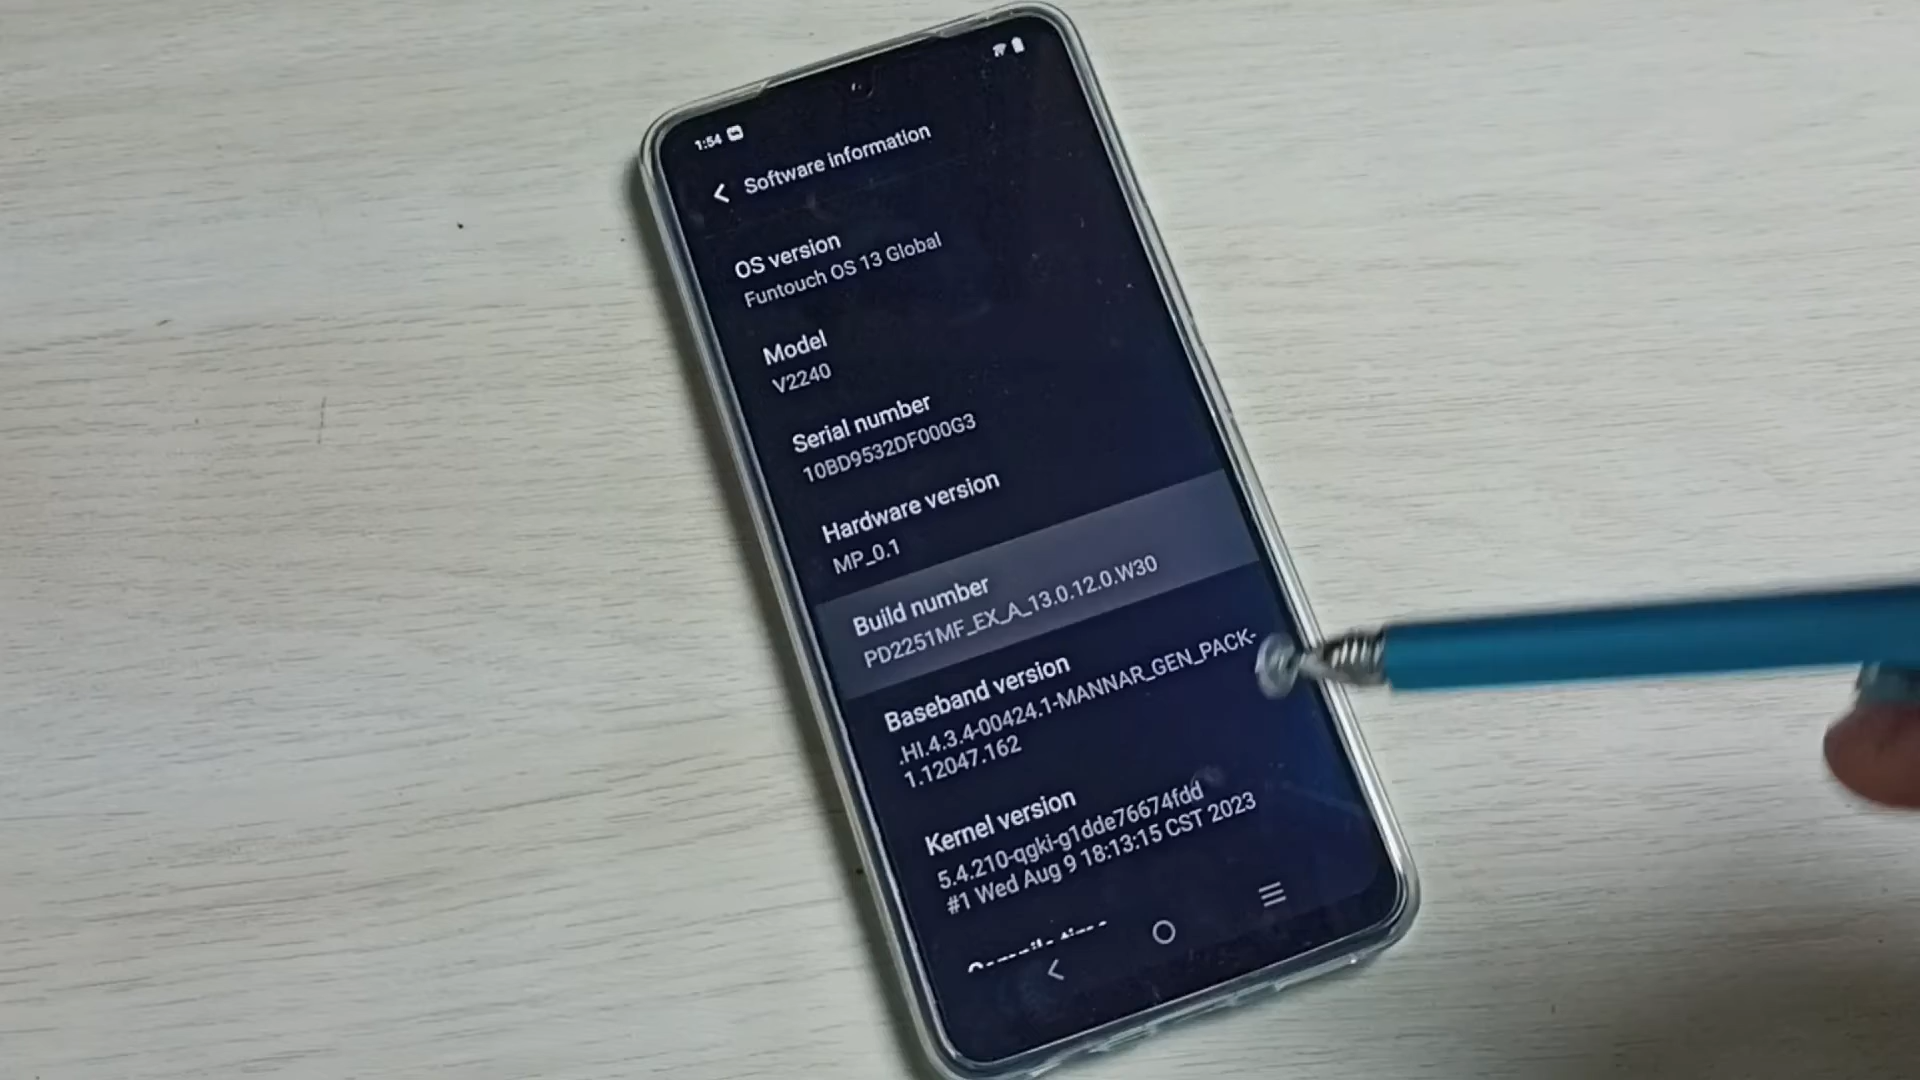 1:54
Software information
OS version
Funtouch OS 13 Global
Model
V2240
Serial number
10BD9532DF000G3
Hardware version
MP_0.1
Build number
PD2251MF_EX_A_13.0.12.0.W30
Baseband version
.HI.4.3.4-00424.1-MANNAR_GEN_PACK-
1.12047.162
Kernel version
5.4.210-qgki-g1dde76674fdd
#1 Wed Aug 9 18:13:15 CST 2023